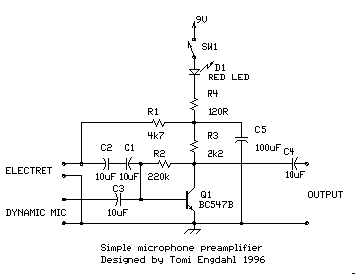 9V
SW1
D1
RED LED
R4
120R
R1
4k7
C5
100uF
R3
2k2
C2
C1
R2
C4
10uF
10uF
220k
10uF
ELECTRET
C3
Q1
BC547B
OUTPUT
DYNAMIC MIC
10uF
Simple microphone preamplifier
Designed by Tomi Engdahl 1996